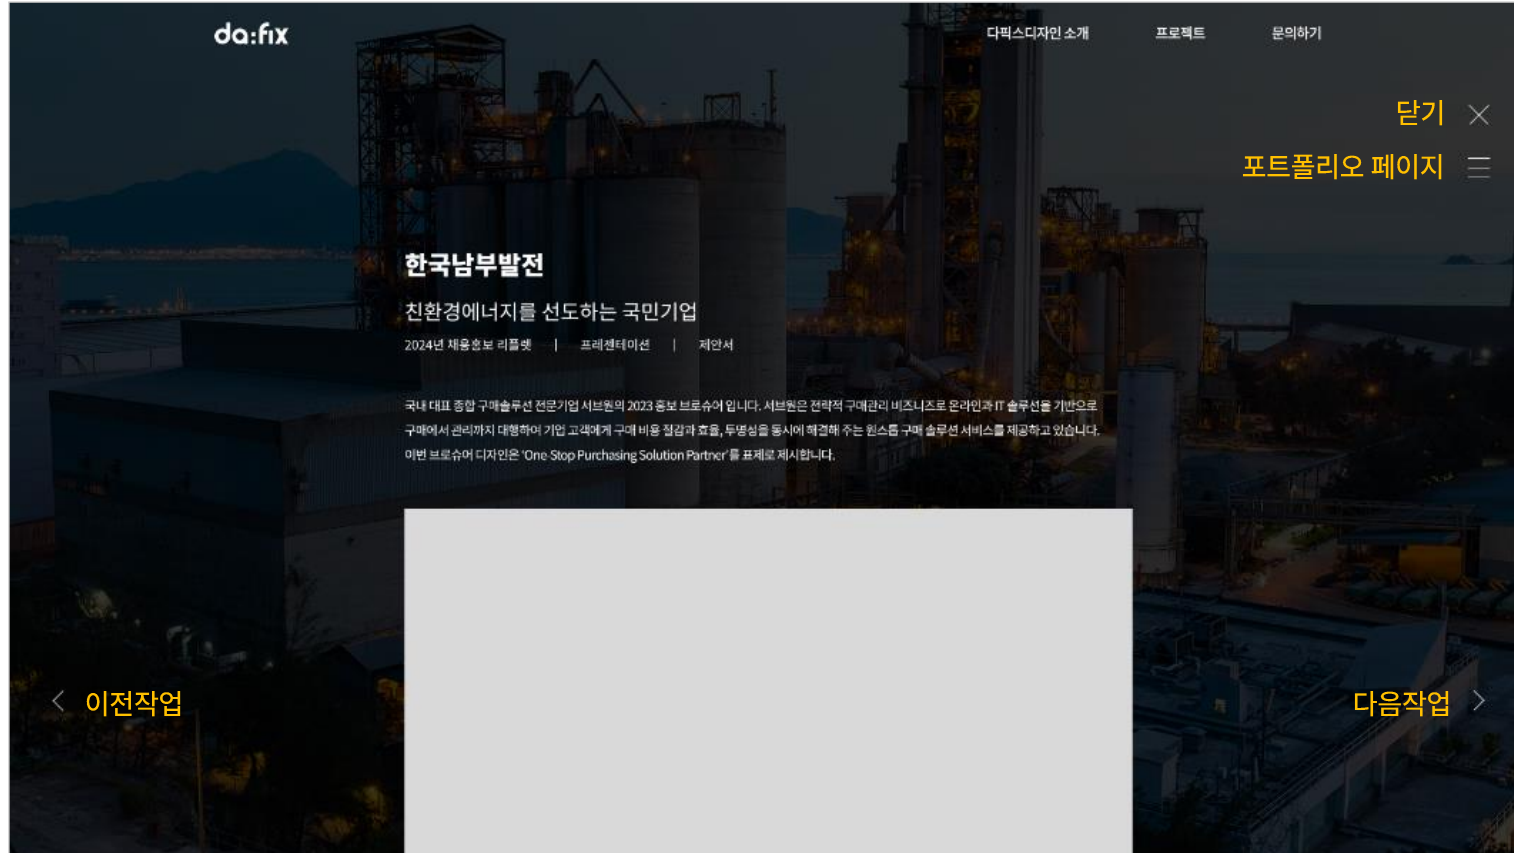 da:fix
다픽스디자인 소개 프로젝트 문의하기
닫기
포트폴리오 페이지
한국남부발전
친환경에너지를 선도하는 국민기업
2024년 채용홍보 리플렛 | 프레젠테이션 | 제안서
국내 대표 종합 구매솔루션 전문기업 서브원의 2023 홍보 브로슈어 입니다. 서브원은 전략적 구매관리 비즈니즈로 온라인과 IT 솔루션을 기반으로
구매에서 관리까지 대행하여 기업 고객에게 구매 비용 절감과 효율, 투명성을 동시에 해결해 주는 원스톱 구매 솔루션 서비스를 제공하고 있습니다.
이번 브로슈어 디자인은 ‘One-Stop Purchasing Solution Partner’를 표제로 제시합니다.
이전작업
다음작업